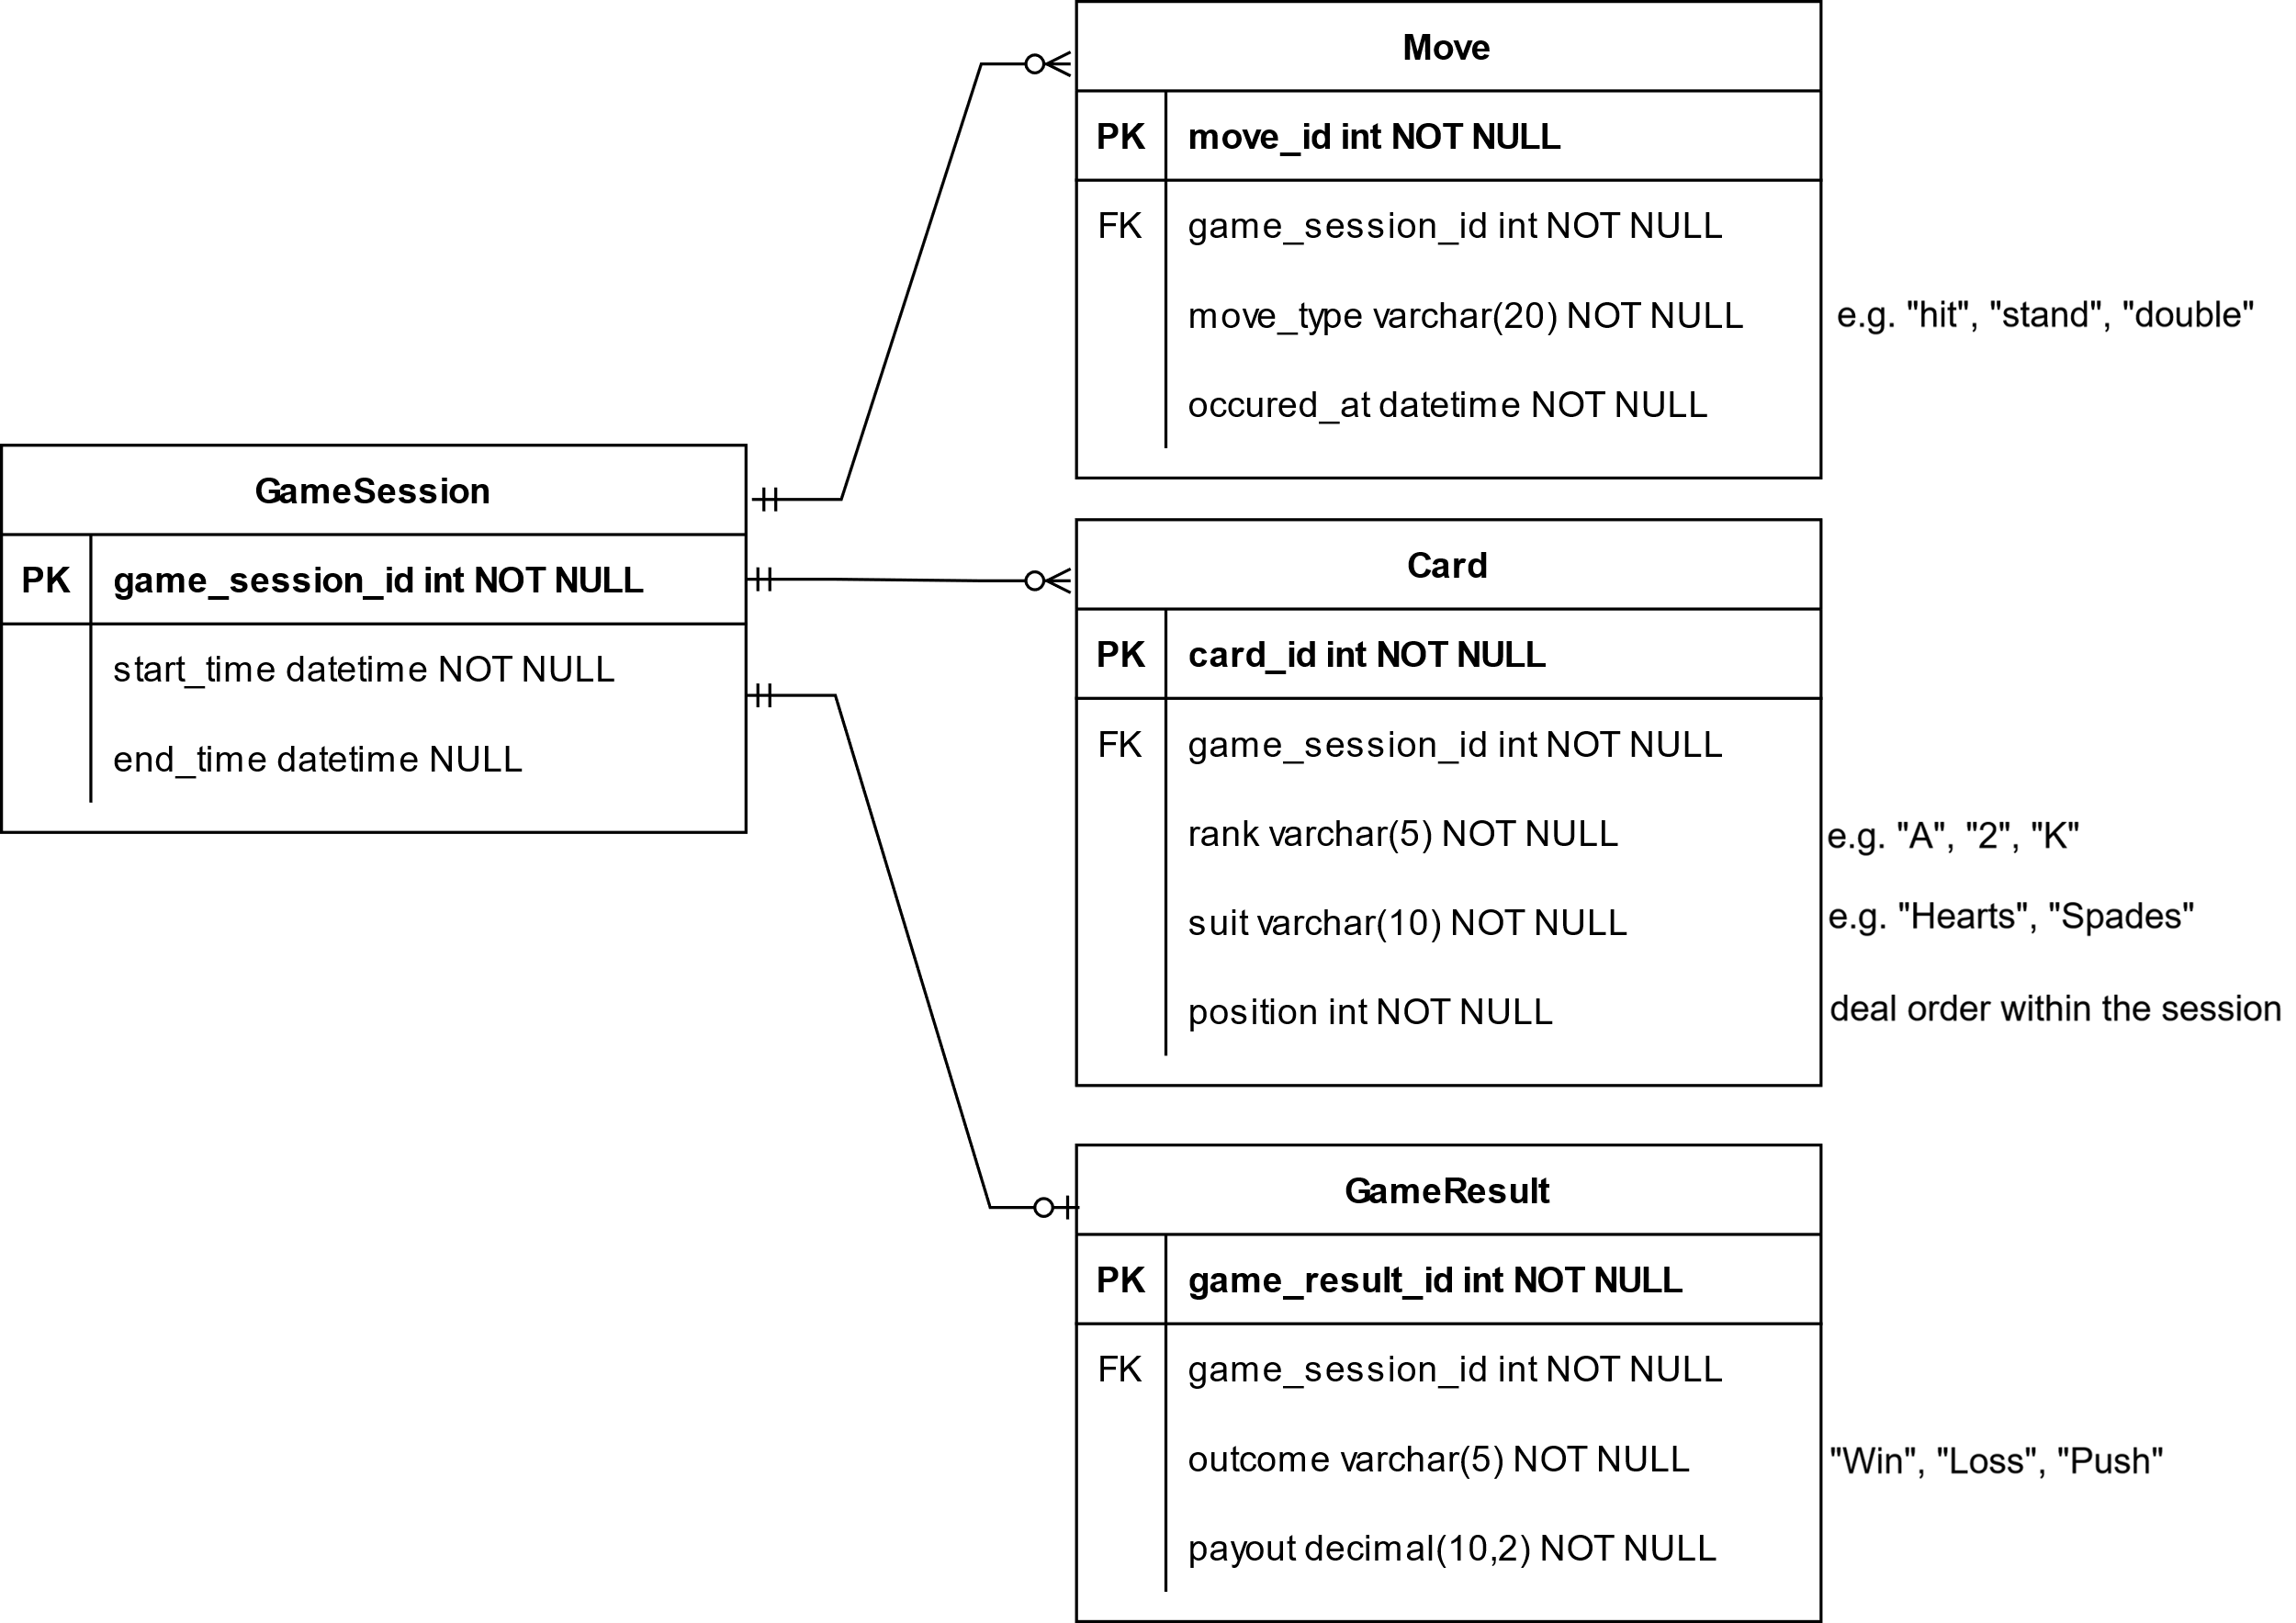 Move
PK move_id int NOT NULL
FK game_session_id int NOT NULL
move_type varchar(20) NOT NULL e.g. "hit", "stand", "double"
occured_at datetime NOT NULL
GameSession
PK game_session_id int NOT NULL
start_time datetime NOT NULL
end_time datetime NULL
Card
PK card_id int NOT NULL
FK game_session_id int NOT NULL
rank varchar(5) NOT NULL e.g. "A", "2", "K"
suit varchar(10) NOT NULL e.g. "Hearts", "Spades"
position int NOT NULL deal order within the session
GameResult
PK game_result_id int NOT NULL
FK game_session_id int NOT NULL
outcome varchar(5) NOT NULL "Win", "Loss", "Push"
payout decimal(10,2) NOT NULL